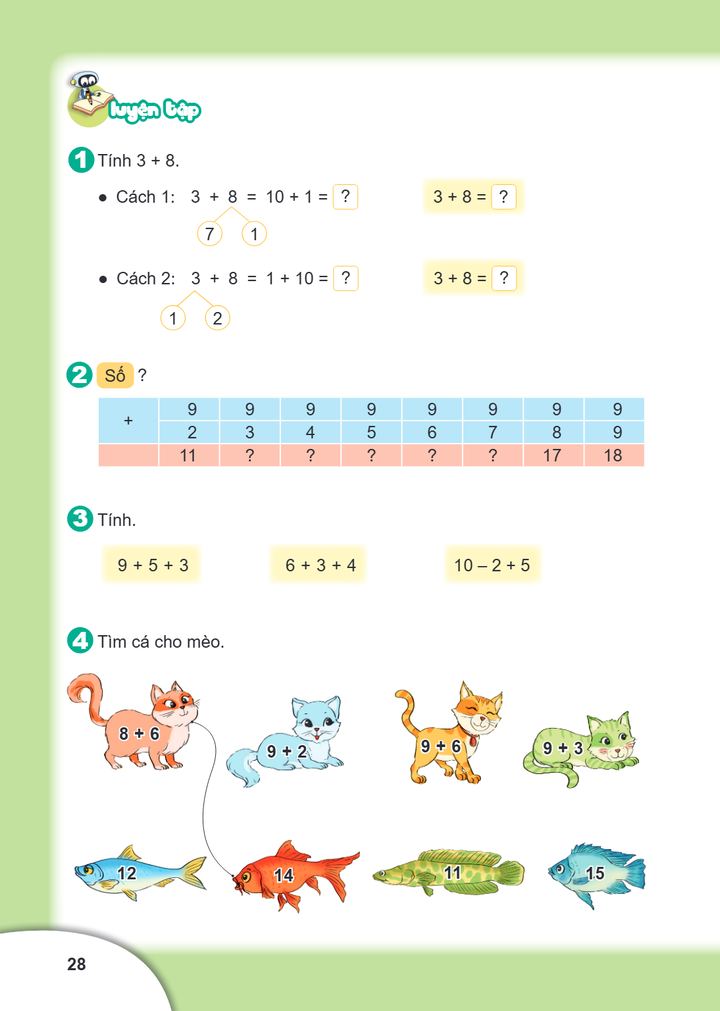 luyện tập
1 Tính 3 + 8.
• Cách 1: 3 + 8 = 10 + 1 = ? 3 + 8 = ?
7 1
• Cách 2: 3 + 8 = 1 + 10 = ? 3 + 8 = ?
1 2
2 Số ?
+ 9 9 9 9 9 9 9 9
2 3 4 5 6 7 8 9
11 ? ? ? ? ? 17 18
3 Tính.
9 + 5 + 3 6 + 3 + 4 10 – 2 + 5
4 Tìm cá cho mèo.
8 + 6 9 + 2 9 + 6 9 + 3
12 14 11 15
28